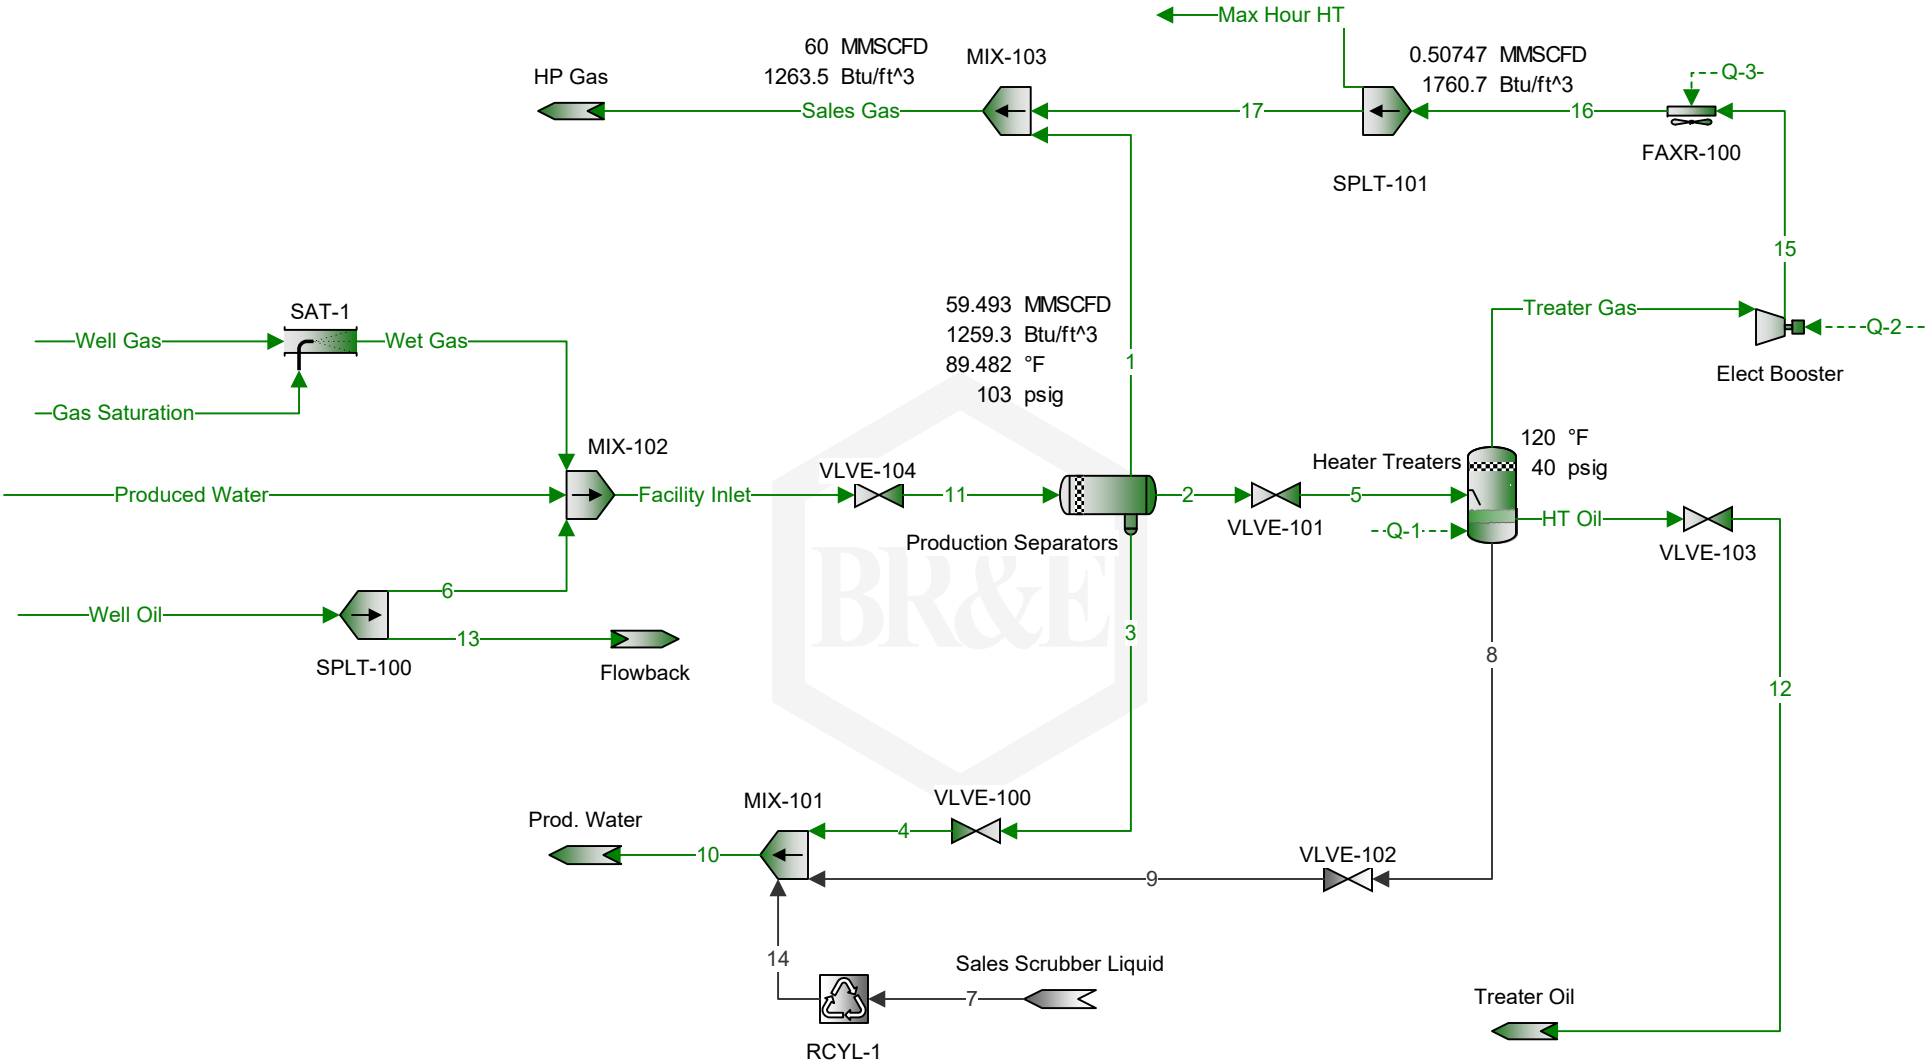 Max Hour HT
60 MMSCFD
1263.5 Btu/ft^3
MIX-103
0.50747 MMSCFD
1760.7 Btu/ft^3
Q-3
HP Gas
Sales Gas
17
16
FAXR-100
SPLT-101
15
SAT-1
59.493 MMSCFD
1259.3 Btu/ft^3
89.482 °F
103 psig
Treater Gas
Q-2
Well Gas
Wet Gas
1
Elect Booster
Gas Saturation
MIX-102
120 °F
40 psig
VLVE-104
Heater Treaters
Produced Water
Facility Inlet
11
2
5
VLVE-101
HT Oil
Q-1
Production Separators
VLVE-103
BR&E
6
Well Oil
3
13
8
SPLT-100
Flowback
12
MIX-101
VLVE-100
Prod. Water
4
10
VLVE-102
9
14
Sales Scrubber Liquid
7
Treater Oil
RCYL-1